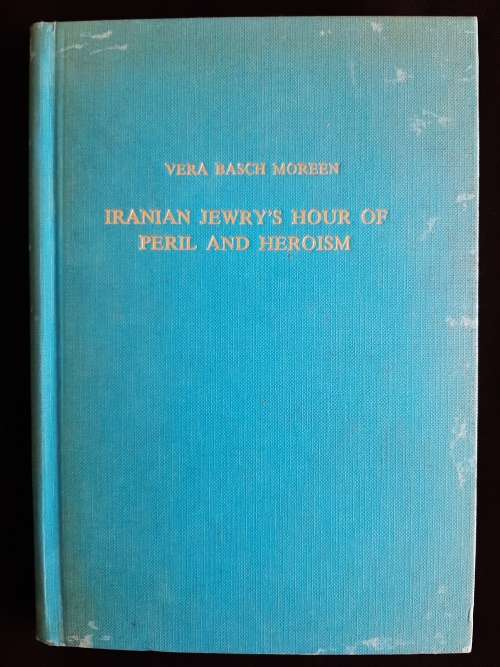 VERA BASCH MOREEN
IRANIAN JEWRY'S HOUR OF
PERIL AND HEROISM